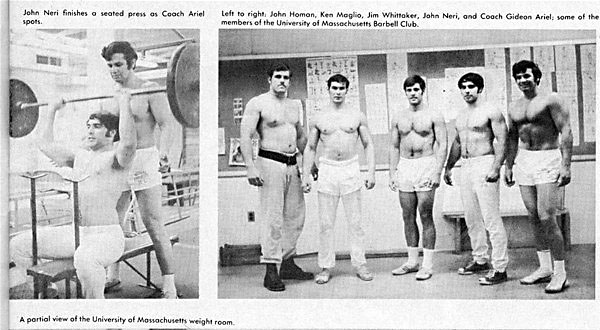 John Neri finishes a seated press as Coach Ariel
spots.
Left to right: John Homan, Ken Maglio, Jim Whittaker, John Neri, and Coach Gideon Ariel; some of the
members of the University of Massachusetts Barbell Club.
A partial view of the University of Massachusetts weight room.